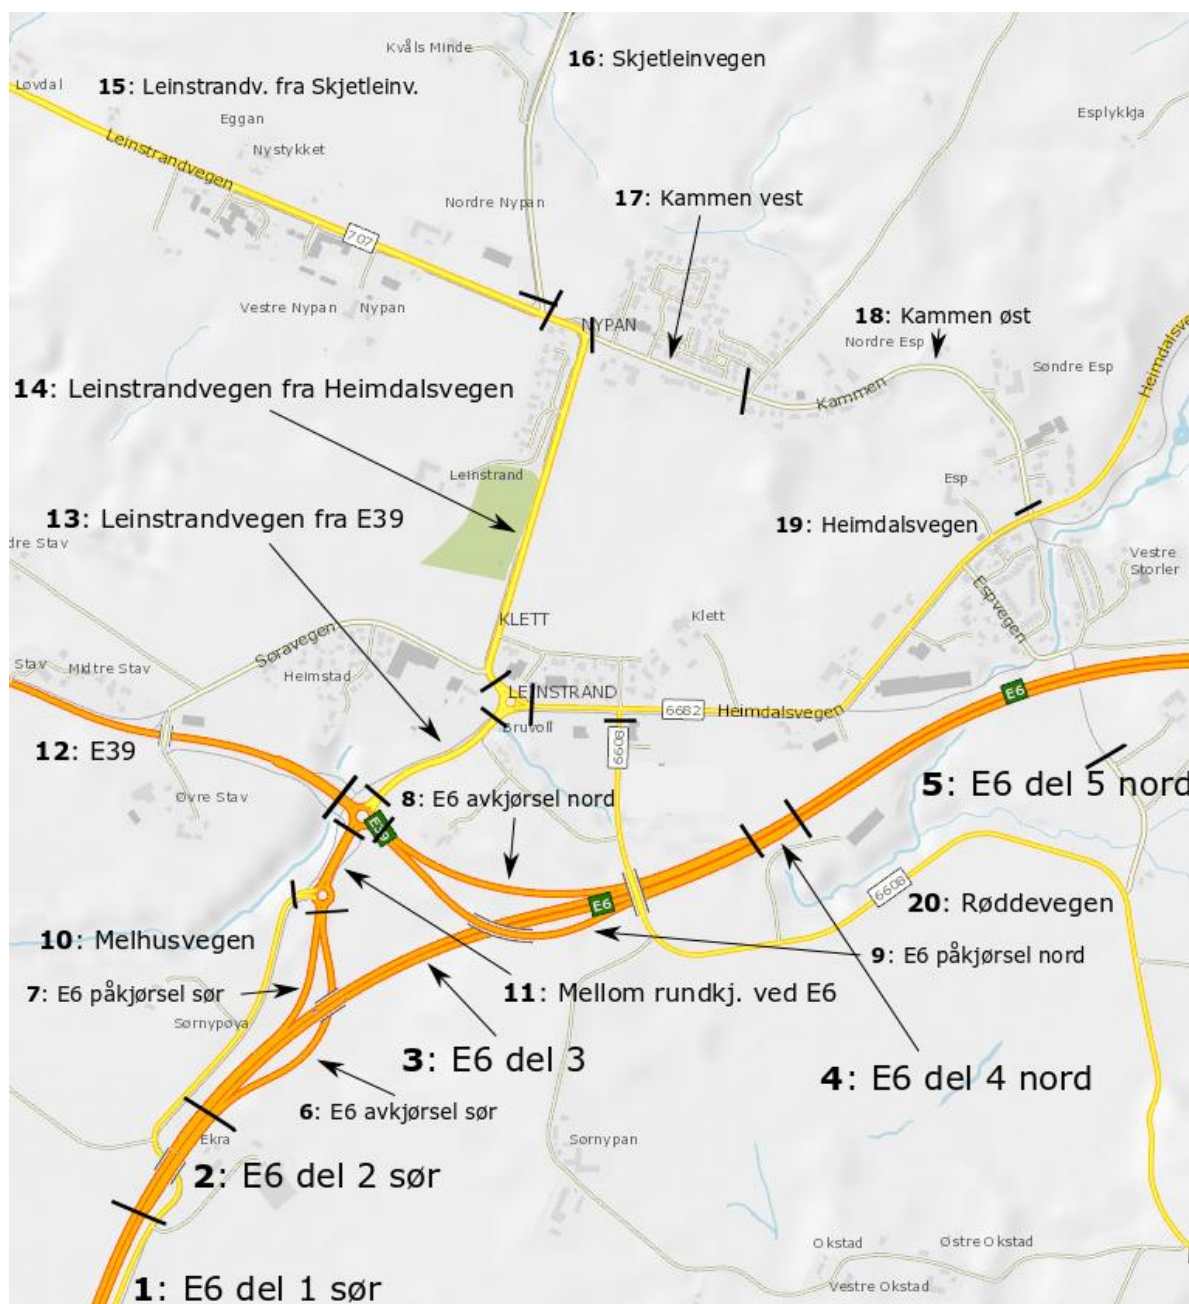 Kvåls Minde
16: Skjetleinvegen
Løvdal
15: Leinstrandv. fra Skjetleinv.
Esplykkja
Eggan
Leinstrandvegen
Nystykket
17: Kammen vest
Nordre Nypan
707
Vestre Nypan
Nypan
NYPAN
18: Kammen øst
Nordre Esp
Heimdalsve
Søndre Esp
14: Leinstrandvegen fra Heimdalsvegen
Kammen
Leinstrand
Esp
13: Leinstrandvegen fra E39
19: Heimdalsvegen
dre Stav
Vestre
Storler
Espvegen
KLETT
Klett
Søravegen
Stav
Midtre Stav
Heimstad
LEINSTRAND
E6
6682
Heimdalsvegen
Bruvoll
12: E39
6608
5: E6 del 5 nord
Øvre Stav
8: E6 avkjørsel nord
E39
E6
6608
20: Røddevegen
10: Melhusvegen
9: E6 påkjørsel nord
7: E6 påkjørsel sør
11: Mellom rundkj. ved E6
Sørnypøya
3: E6 del 3
4: E6 del 4 nord
6: E6 avkjørsel sør
Ekra
Sørnypan
2: E6 del 2 sør
Okstad
Østre Okstad
1: E6 del 1 sør
Vestre Okstad